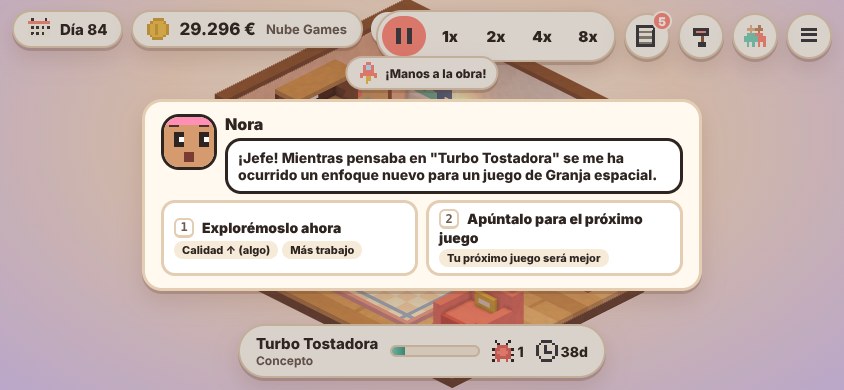 Día 84
29.296 € Nube Games
1x 2x 4x 8x
5
¡Manos a la obra!
Nora
¡Jefe! Mientras pensaba en "Turbo Tostadora" se me ha
ocurrido un enfoque nuevo para un juego de Granja espacial.
1 Explorémoslo ahora
Calidad ↑ (algo) Más trabajo
2 Apúntalo para el próximo
juego
Tu próximo juego será mejor
Turbo Tostadora
Concepto
1 38d